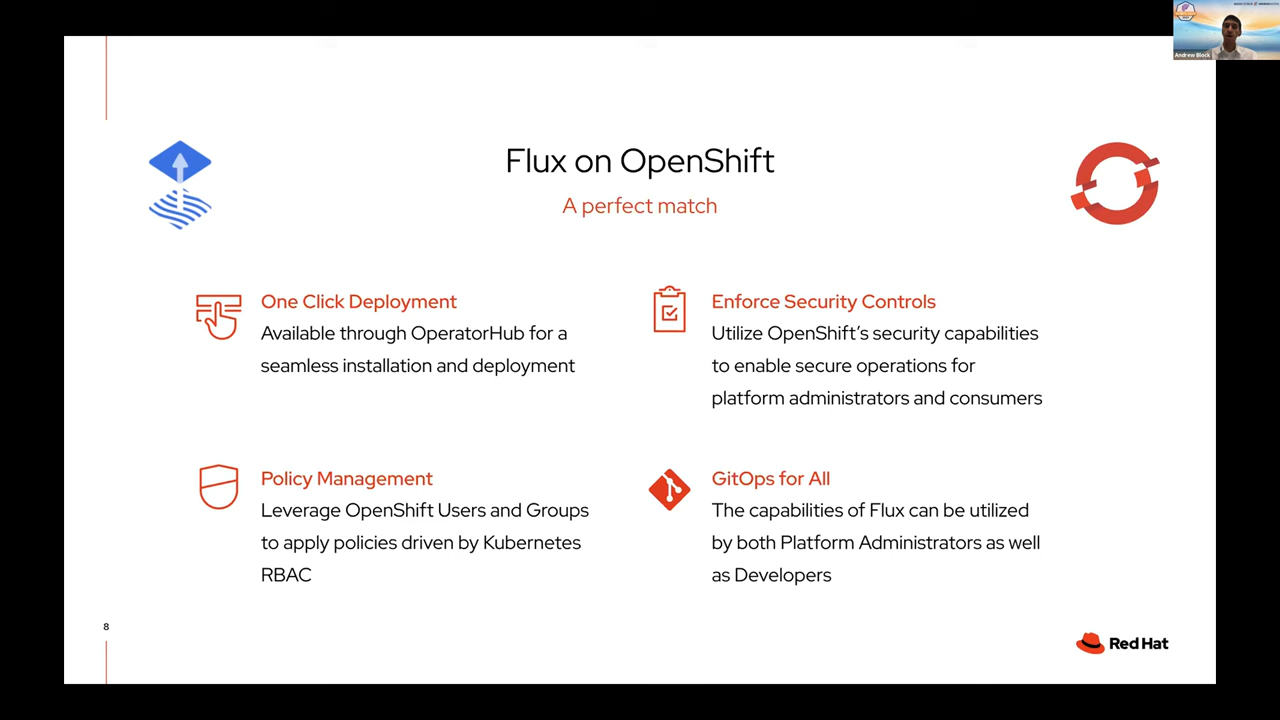 Flux on OpenShift
A perfect match
One Click Deployment
Available through OperatorHub for a
seamless installation and deployment
Enforce Security Controls
Utilize OpenShift’s security capabilities
to enable secure operations for
platform administrators and consumers
Policy Management
Leverage OpenShift Users and Groups
to apply policies driven by Kubernetes
RBAC
GitOps for All
The capabilities of Flux can be utilized
by both Platform Administrators as well
as Developers
8
Red Hat
Andrew Block